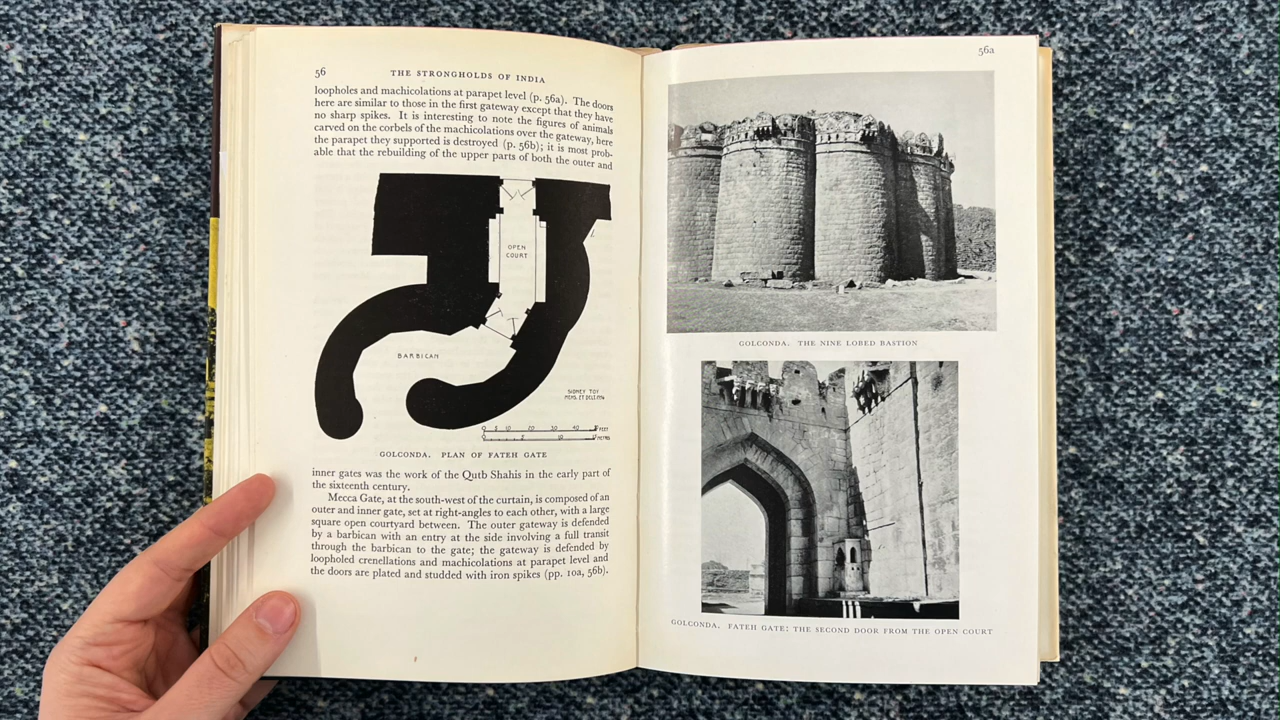 56
THE STRONGHOLDS OF INDIA
loopholes and machicolations at parapet level (p. 56a). The doors
here are similar to those in the first gateway except that they have
no sharp spikes. It is interesting to note the figures of animals
carved on the corbels of the machicolations over the gateway, here
the parapet they supported is destroyed (p. 56b); it is most prob-
able that the rebuilding of the upper parts of both the outer and
OPEN
COURT
BARBICAN
SIDNEY TOY
MENS. ET DELT.
FEET
METRES
GOLCONDA. PLAN OF FATEH GATE
inner gates was the work of the Qutb Shahis in the early part of
the sixteenth century.
Mecca Gate, at the south-west of the curtain, is composed of an
outer and inner gate, set at right-angles to each other, with a large
square open courtyard between. The outer gateway is defended
by a barbican with an entry at the side involving a full transit
through the barbican to the gate; the gateway is defended by
loopholed crenellations and machicolations at parapet level and
the doors are plated and studded with iron spikes (pp. 10a, 56b).
56a
GOLCONDA. THE NINE LOBED BASTION
GOLCONDA. FATEH GATE: THE SECOND DOOR FROM THE OPEN COURT